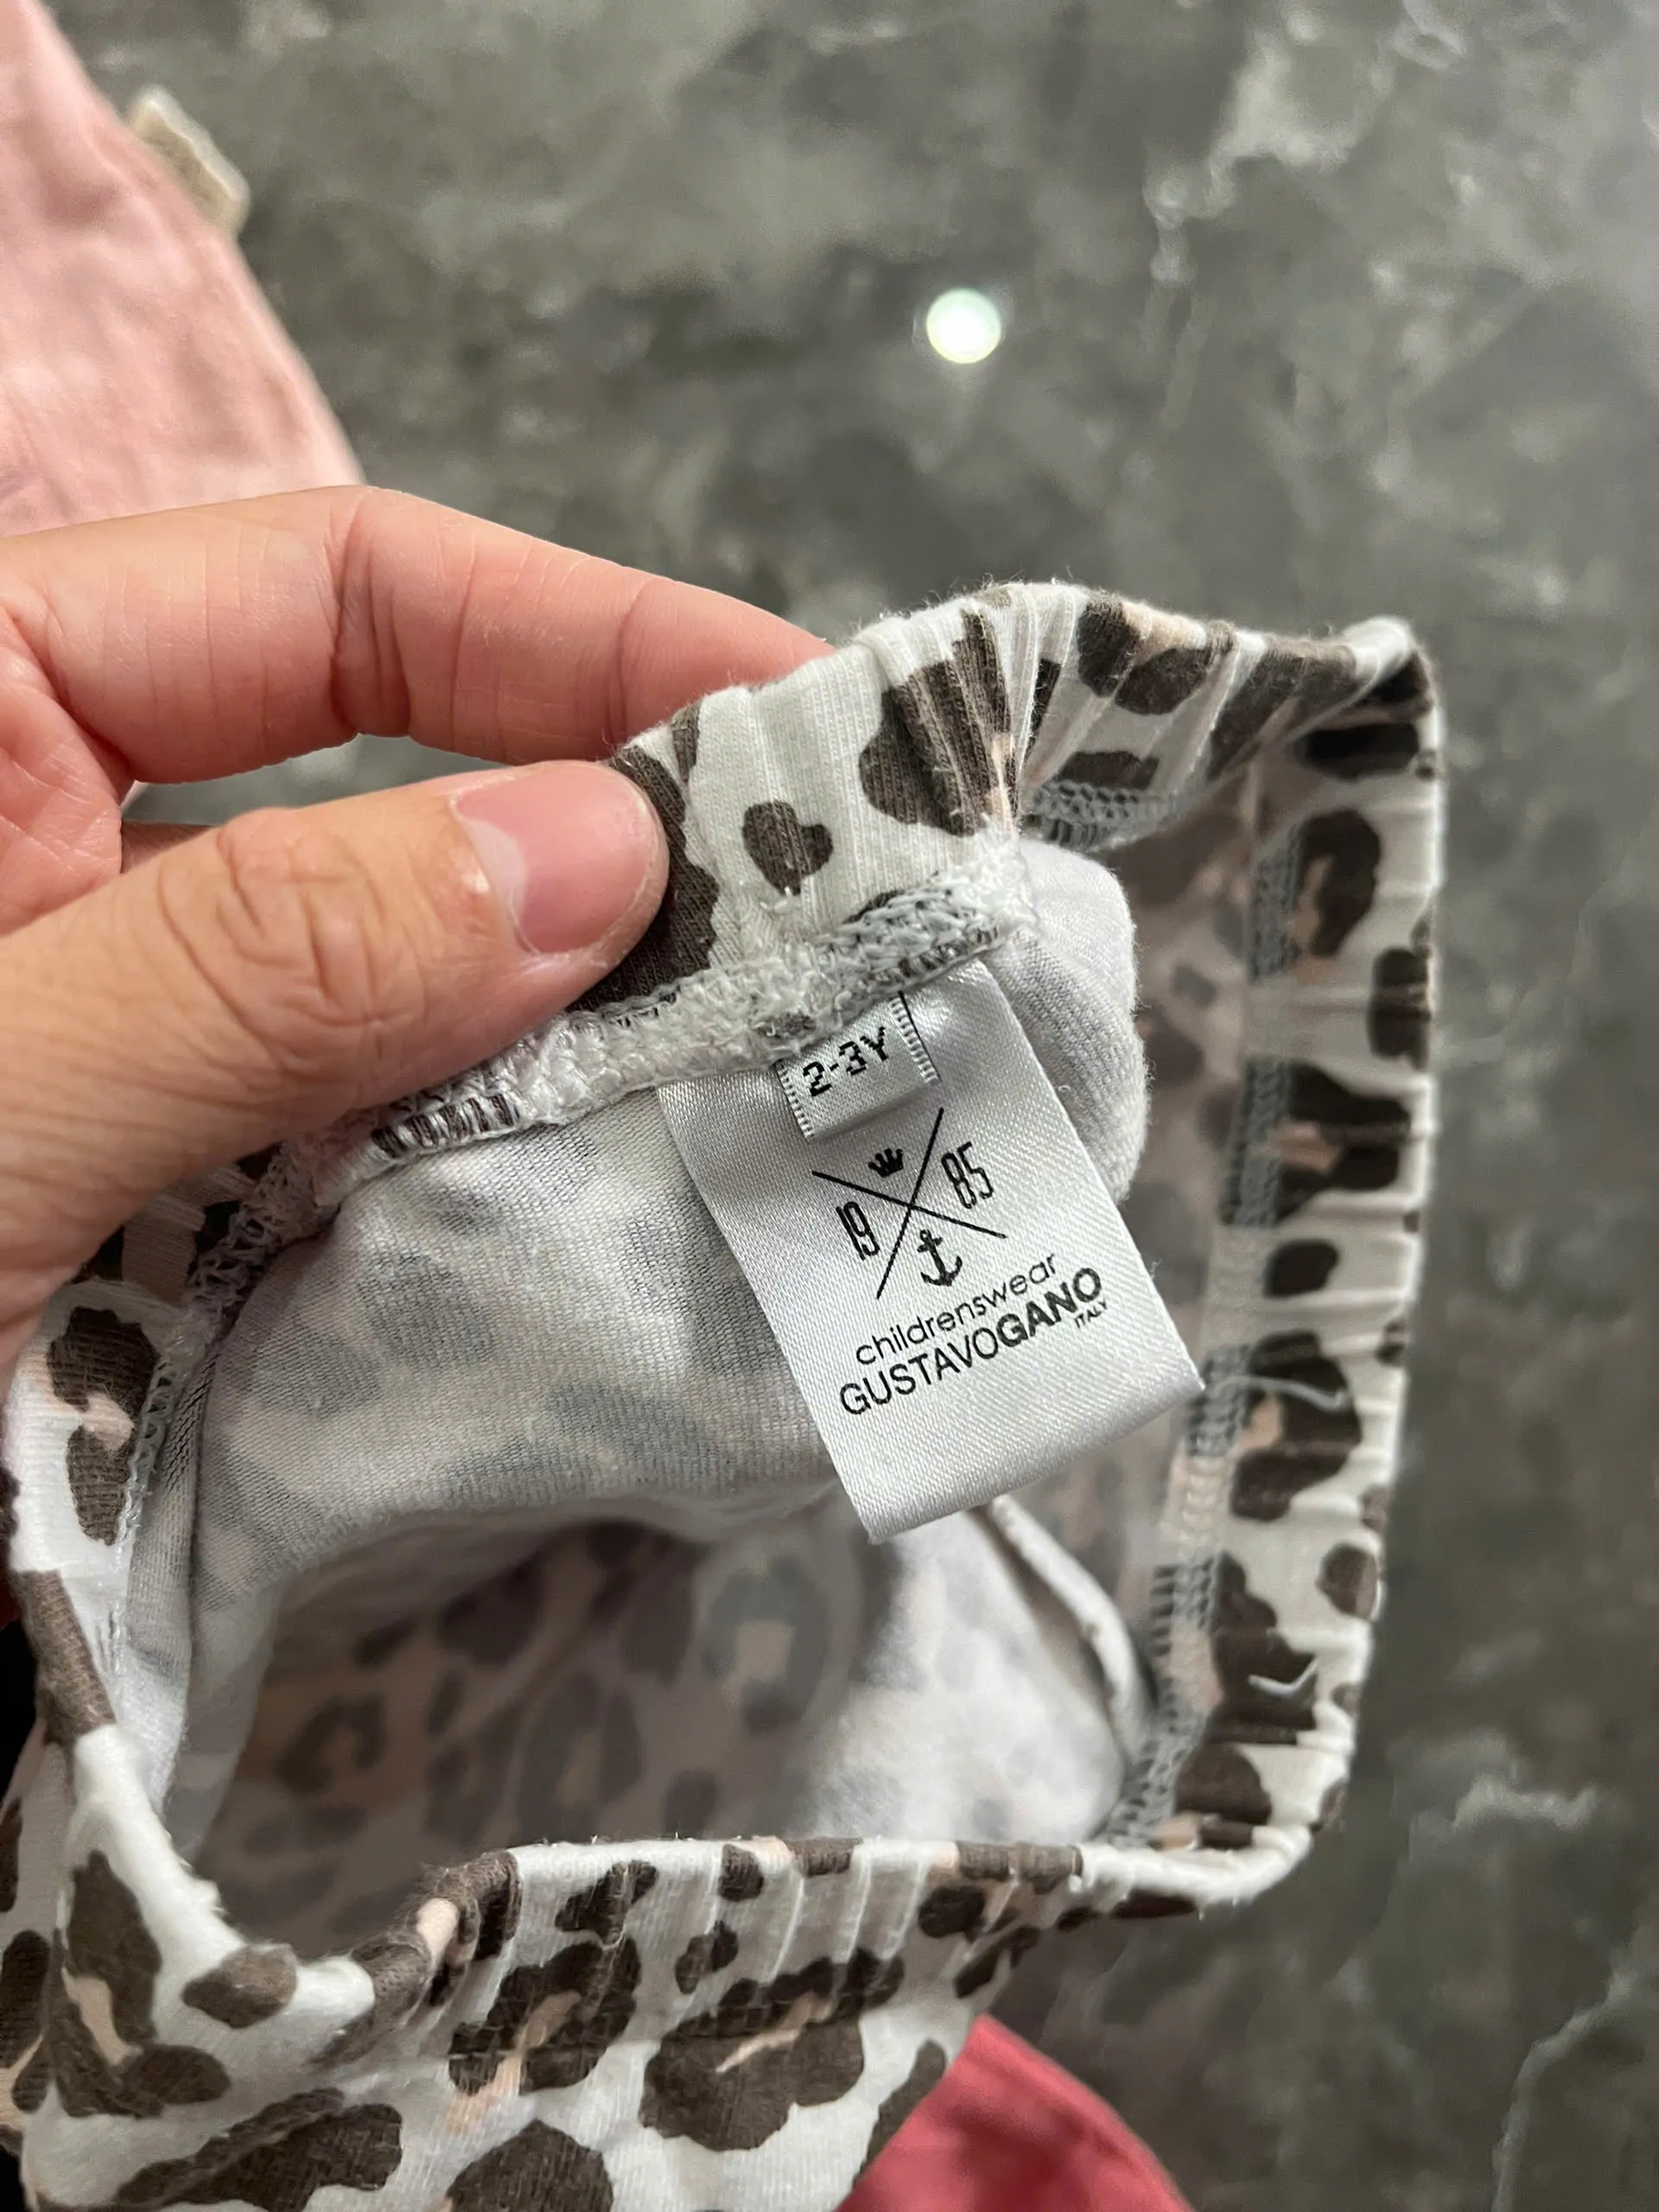 2-3Y
19 85
childrenswear
GUSTAVOGANO
ITALY